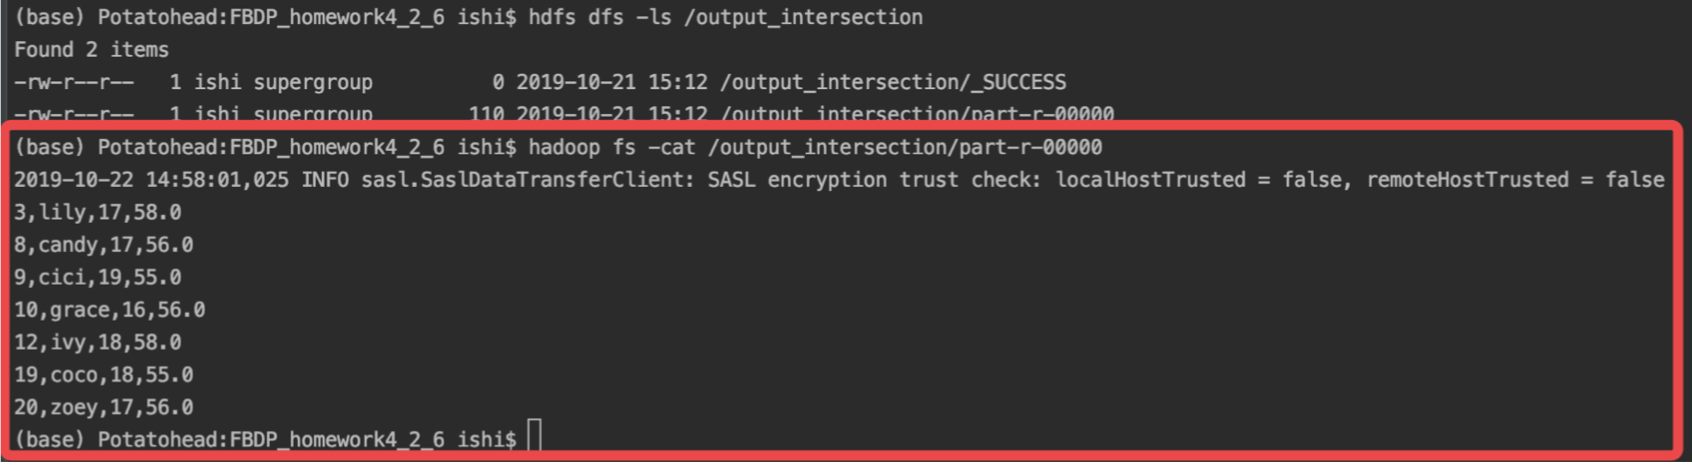 (base) Potatohead:FBDP_homework4_2_6 ishi$ hdfs dfs -ls /output_intersection
Found 2 items
-rw-r--r--   1 ishi supergroup          0 2019-10-21 15:12 /output_intersection/_SUCCESS
-rw-r--r--   1 ishi supergroup        110 2019-10-21 15:12 /output_intersection/part-r-00000
(base) Potatohead:FBDP_homework4_2_6 ishi$ hadoop fs -cat /output_intersection/part-r-00000
2019-10-22 14:58:01,025 INFO sasl.SaslDataTransferClient: SASL encryption trust check: localHostTrusted = false, remoteHostTrusted = false
3,lily,17,58.0
8,candy,17,56.0
9,cici,19,55.0
10,grace,16,56.0
12,ivy,18,58.0
19,coco,18,55.0
20,zoey,17,56.0
(base) Potatohead:FBDP_homework4_2_6 ishi$